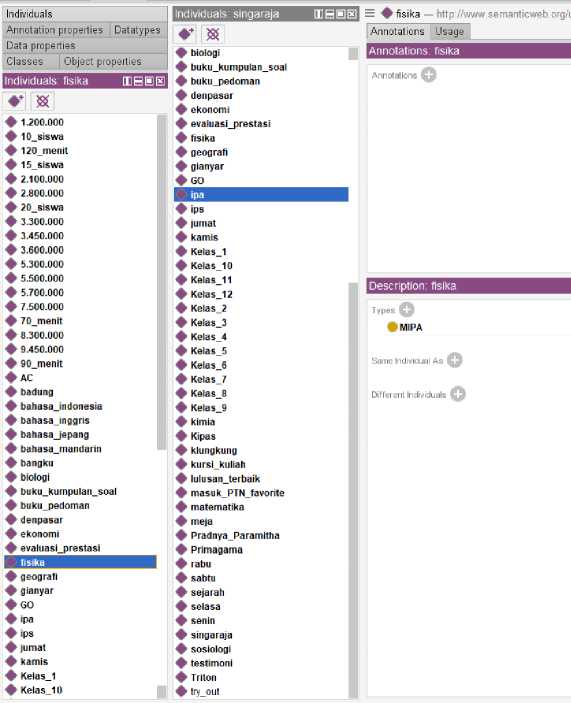 Individuals
Annotation properties Datatypes
Data properties
Classes Object properties
Individuals: fisika
1.200.000
10_siswa
120_menit
15_siswa
2.100.000
2.800.000
20_siswa
3.300.000
3.450.000
3.600.000
5.300.000
5.500.000
5.700.000
7.500.000
70_menit
8.300.000
9.450.000
90_menit
AC
badung
bahasa_indonesia
bahasa_inggris
bahasa_jepang
bahasa_mandarin
bangku
biologi
buku_kumpulan_soal
buku_pedoman
denpasar
ekonomi
evaluasi_prestasi
fisika
geografi
gianyar
GO
ipa
ips
jumat
kamis
Kelas_1
Kelas_10
Individuals: singaraja
biologi
buku_kumpulan_soal
buku_pedoman
denpasar
ekonomi
evaluasi_prestasi
fisika
geografi
gianyar
GO
ipa
ips
jumat
kamis
Kelas_1
Kelas_10
Kelas_11
Kelas_12
Kelas_2
Kelas_3
Kelas_4
Kelas_5
Kelas_6
Kelas_7
Kelas_8
Kelas_9
kimia
Kipas
klungkung
kursi_kuliah
lulusan_terbaik
masuk_PTN_favorite
matematika
meja
Pradnya_Paramitha
Primagama
rabu
sabtu
sejarah
selasa
senin
singaraja
sosiologi
testimoni
Triton
try_out
fisika — http://www.semanticweb.org/u
Annotations Usage
Annotations: fisika
Annotations
Description: fisika
Types
MIPA
Same Individual As
Different Individuals